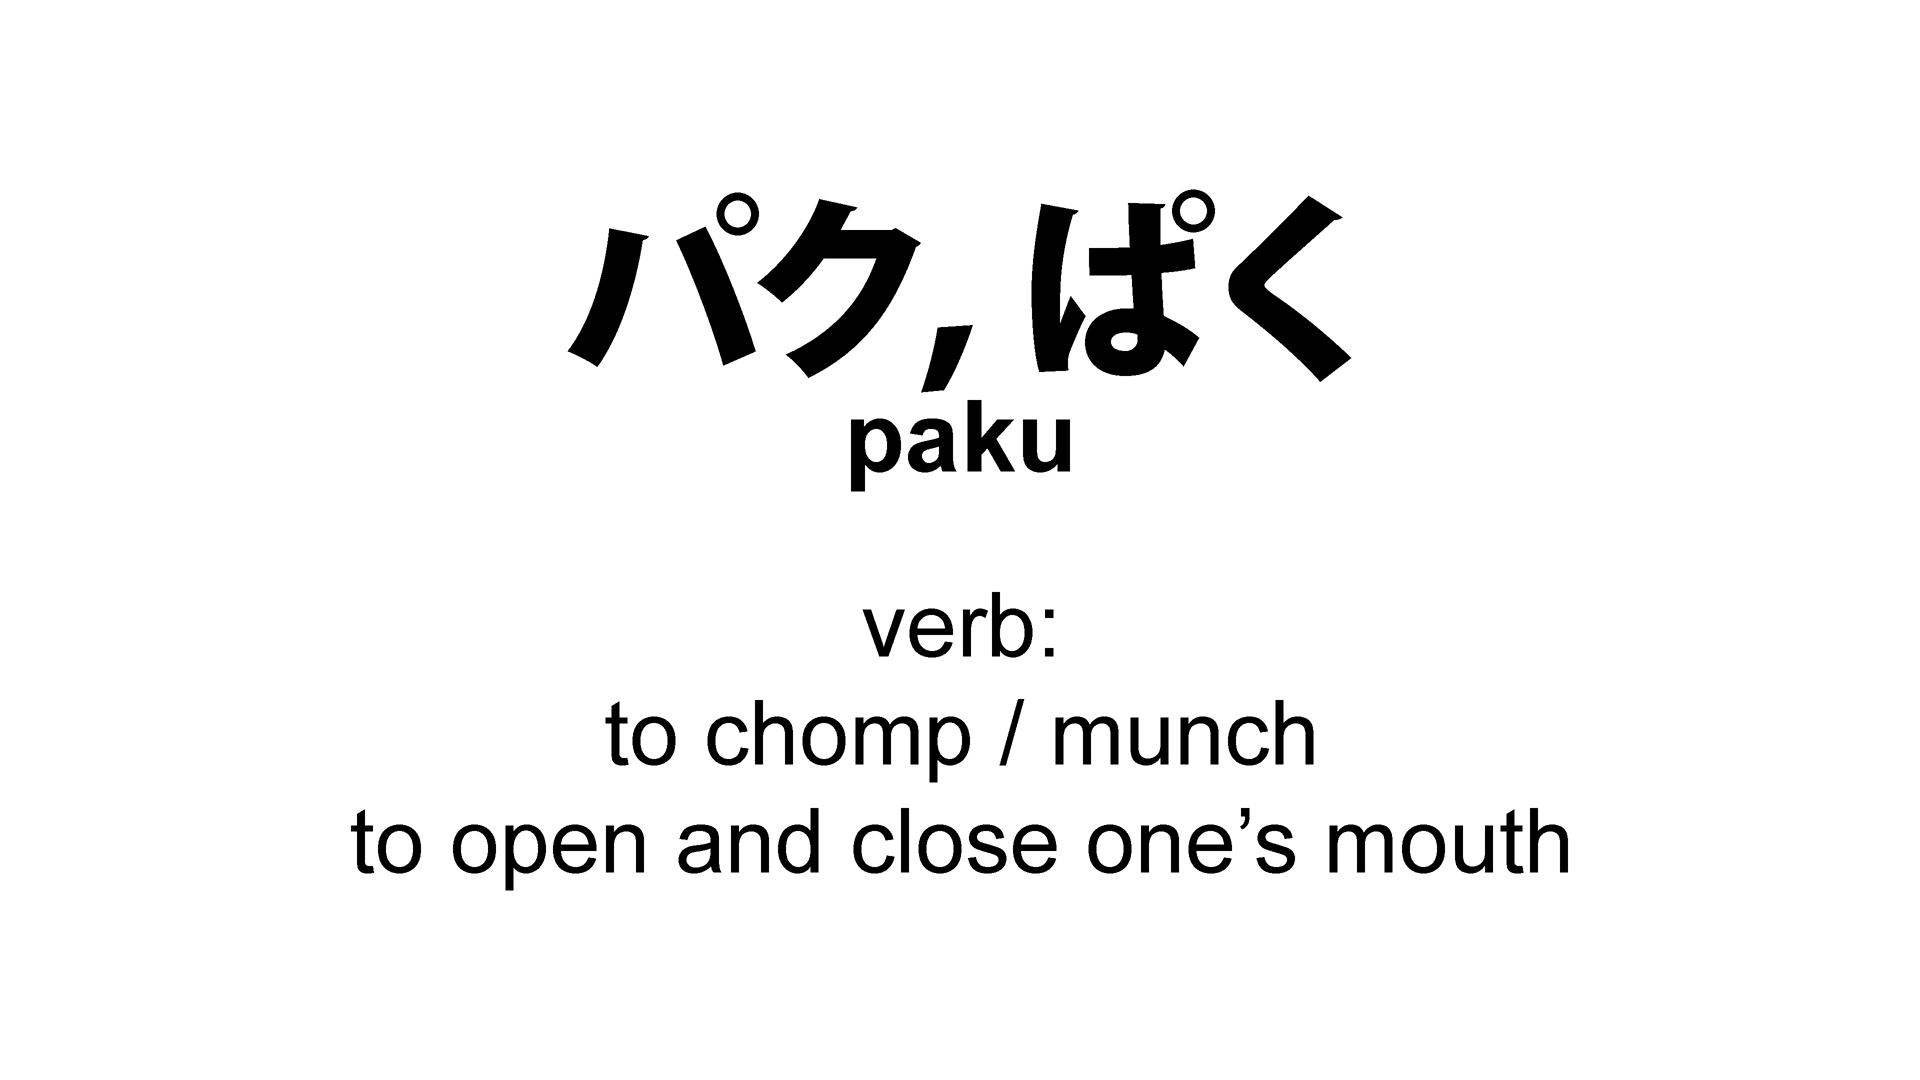 パク, ぱく
paku
verb:
to chomp / munch
to open and close one’s mouth